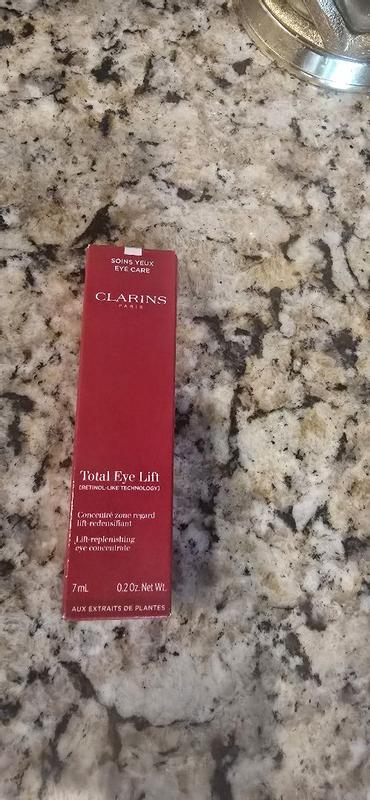 SOINS YEUX
EYE CARE
CLARINS
PARIS
Total Eye Lift
[RETINOL-LIKE TECHNOLOGY]
Concentré zone regard
lift-redensifiant
Lift-replenishing
eye concentrate
7 mL 0.2 Oz. Net Wt.
AUX EXTRAITS DE PLANTES